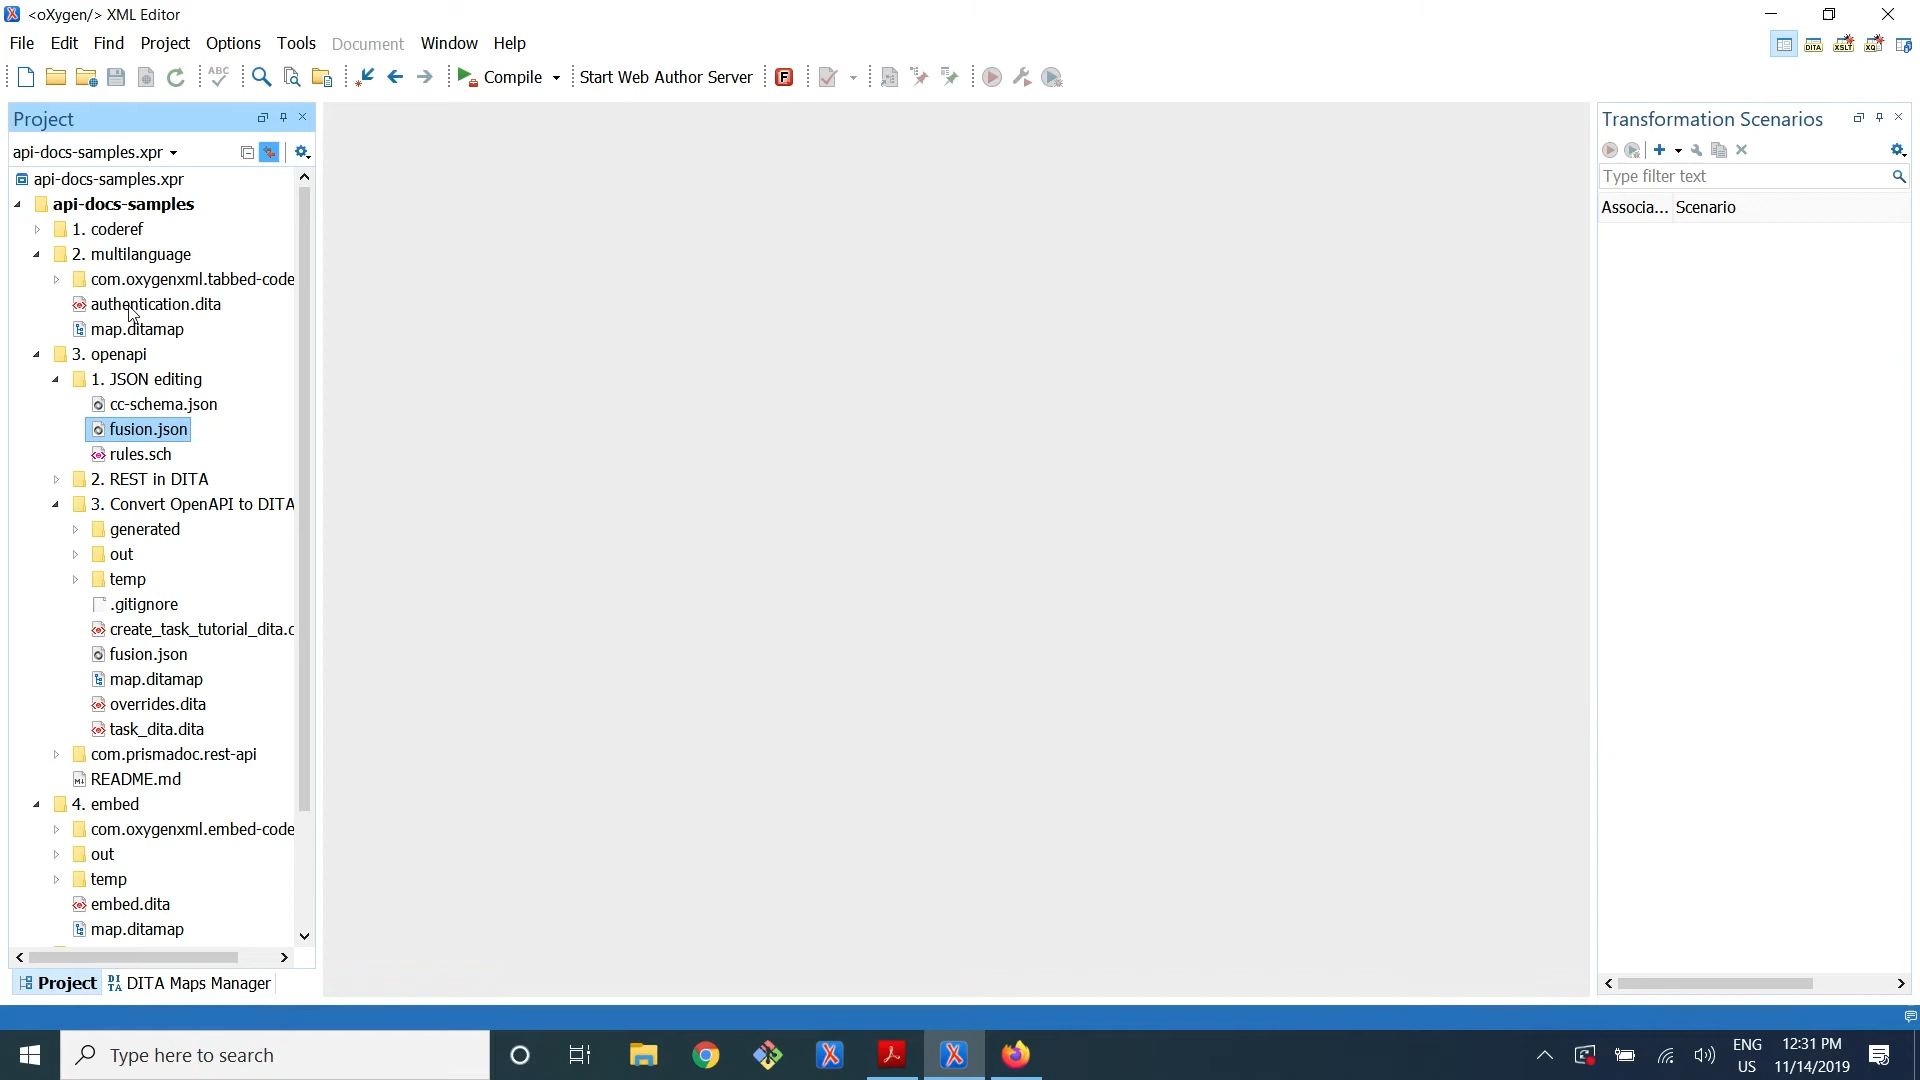 <oXygen/> XML Editor
File Edit Find Project Options Tools Document Window Help
DITA XSLT XQ
ABC Compile Start Web Author Server F
Project
Transformation Scenarios
api-docs-samples.xpr
Type filter text
api-docs-samples.xpr
Associa... Scenario
api-docs-samples
1. coderef
2. multilanguage
com.oxygenxml.tabbed-code
authentication.dita
map.ditamap
3. openapi
1. JSON editing
cc-schema.json
fusion.json
rules.sch
2. REST in DITA
3. Convert OpenAPI to DITA
generated
out
temp
.gitignore
create_task_tutorial_dita.c
fusion.json
map.ditamap
overrides.dita
task_dita.dita
com.prismadoc.rest-api
README.md
4. embed
com.oxygenxml.embed-code
out
temp
embed.dita
map.ditamap
Project DITA DITA Maps Manager
Type here to search
ENG
US
12:31 PM
11/14/2019